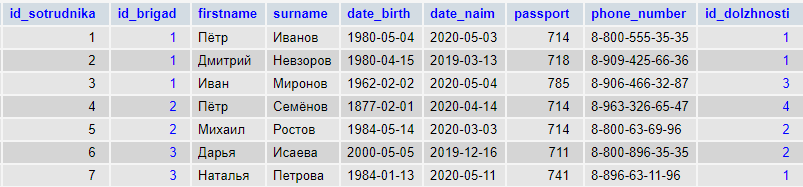 id_sotrudnika id_brigad firstname surname date_birth date_naim passport phone_number id_dolzhnosti
1 1 Пётр Иванов 1980-05-04 2020-05-03 714 8-800-555-35-35 1
2 1 Дмитрий Невзоров 1980-04-15 2019-03-13 718 8-909-425-66-36 1
3 1 Иван Миронов 1962-02-02 2020-05-04 785 8-906-466-32-87 3
4 2 Пётр Семёнов 1877-02-01 2020-04-14 714 8-963-326-65-47 4
5 2 Михаил Ростов 1984-05-14 2020-03-03 714 8-800-63-69-96 2
6 3 Дарья Исаева 2000-05-05 2019-12-16 711 8-800-896-35-35 2
7 3 Наталья Петрова 1984-01-13 2020-05-11 741 8-896-63-11-96 1